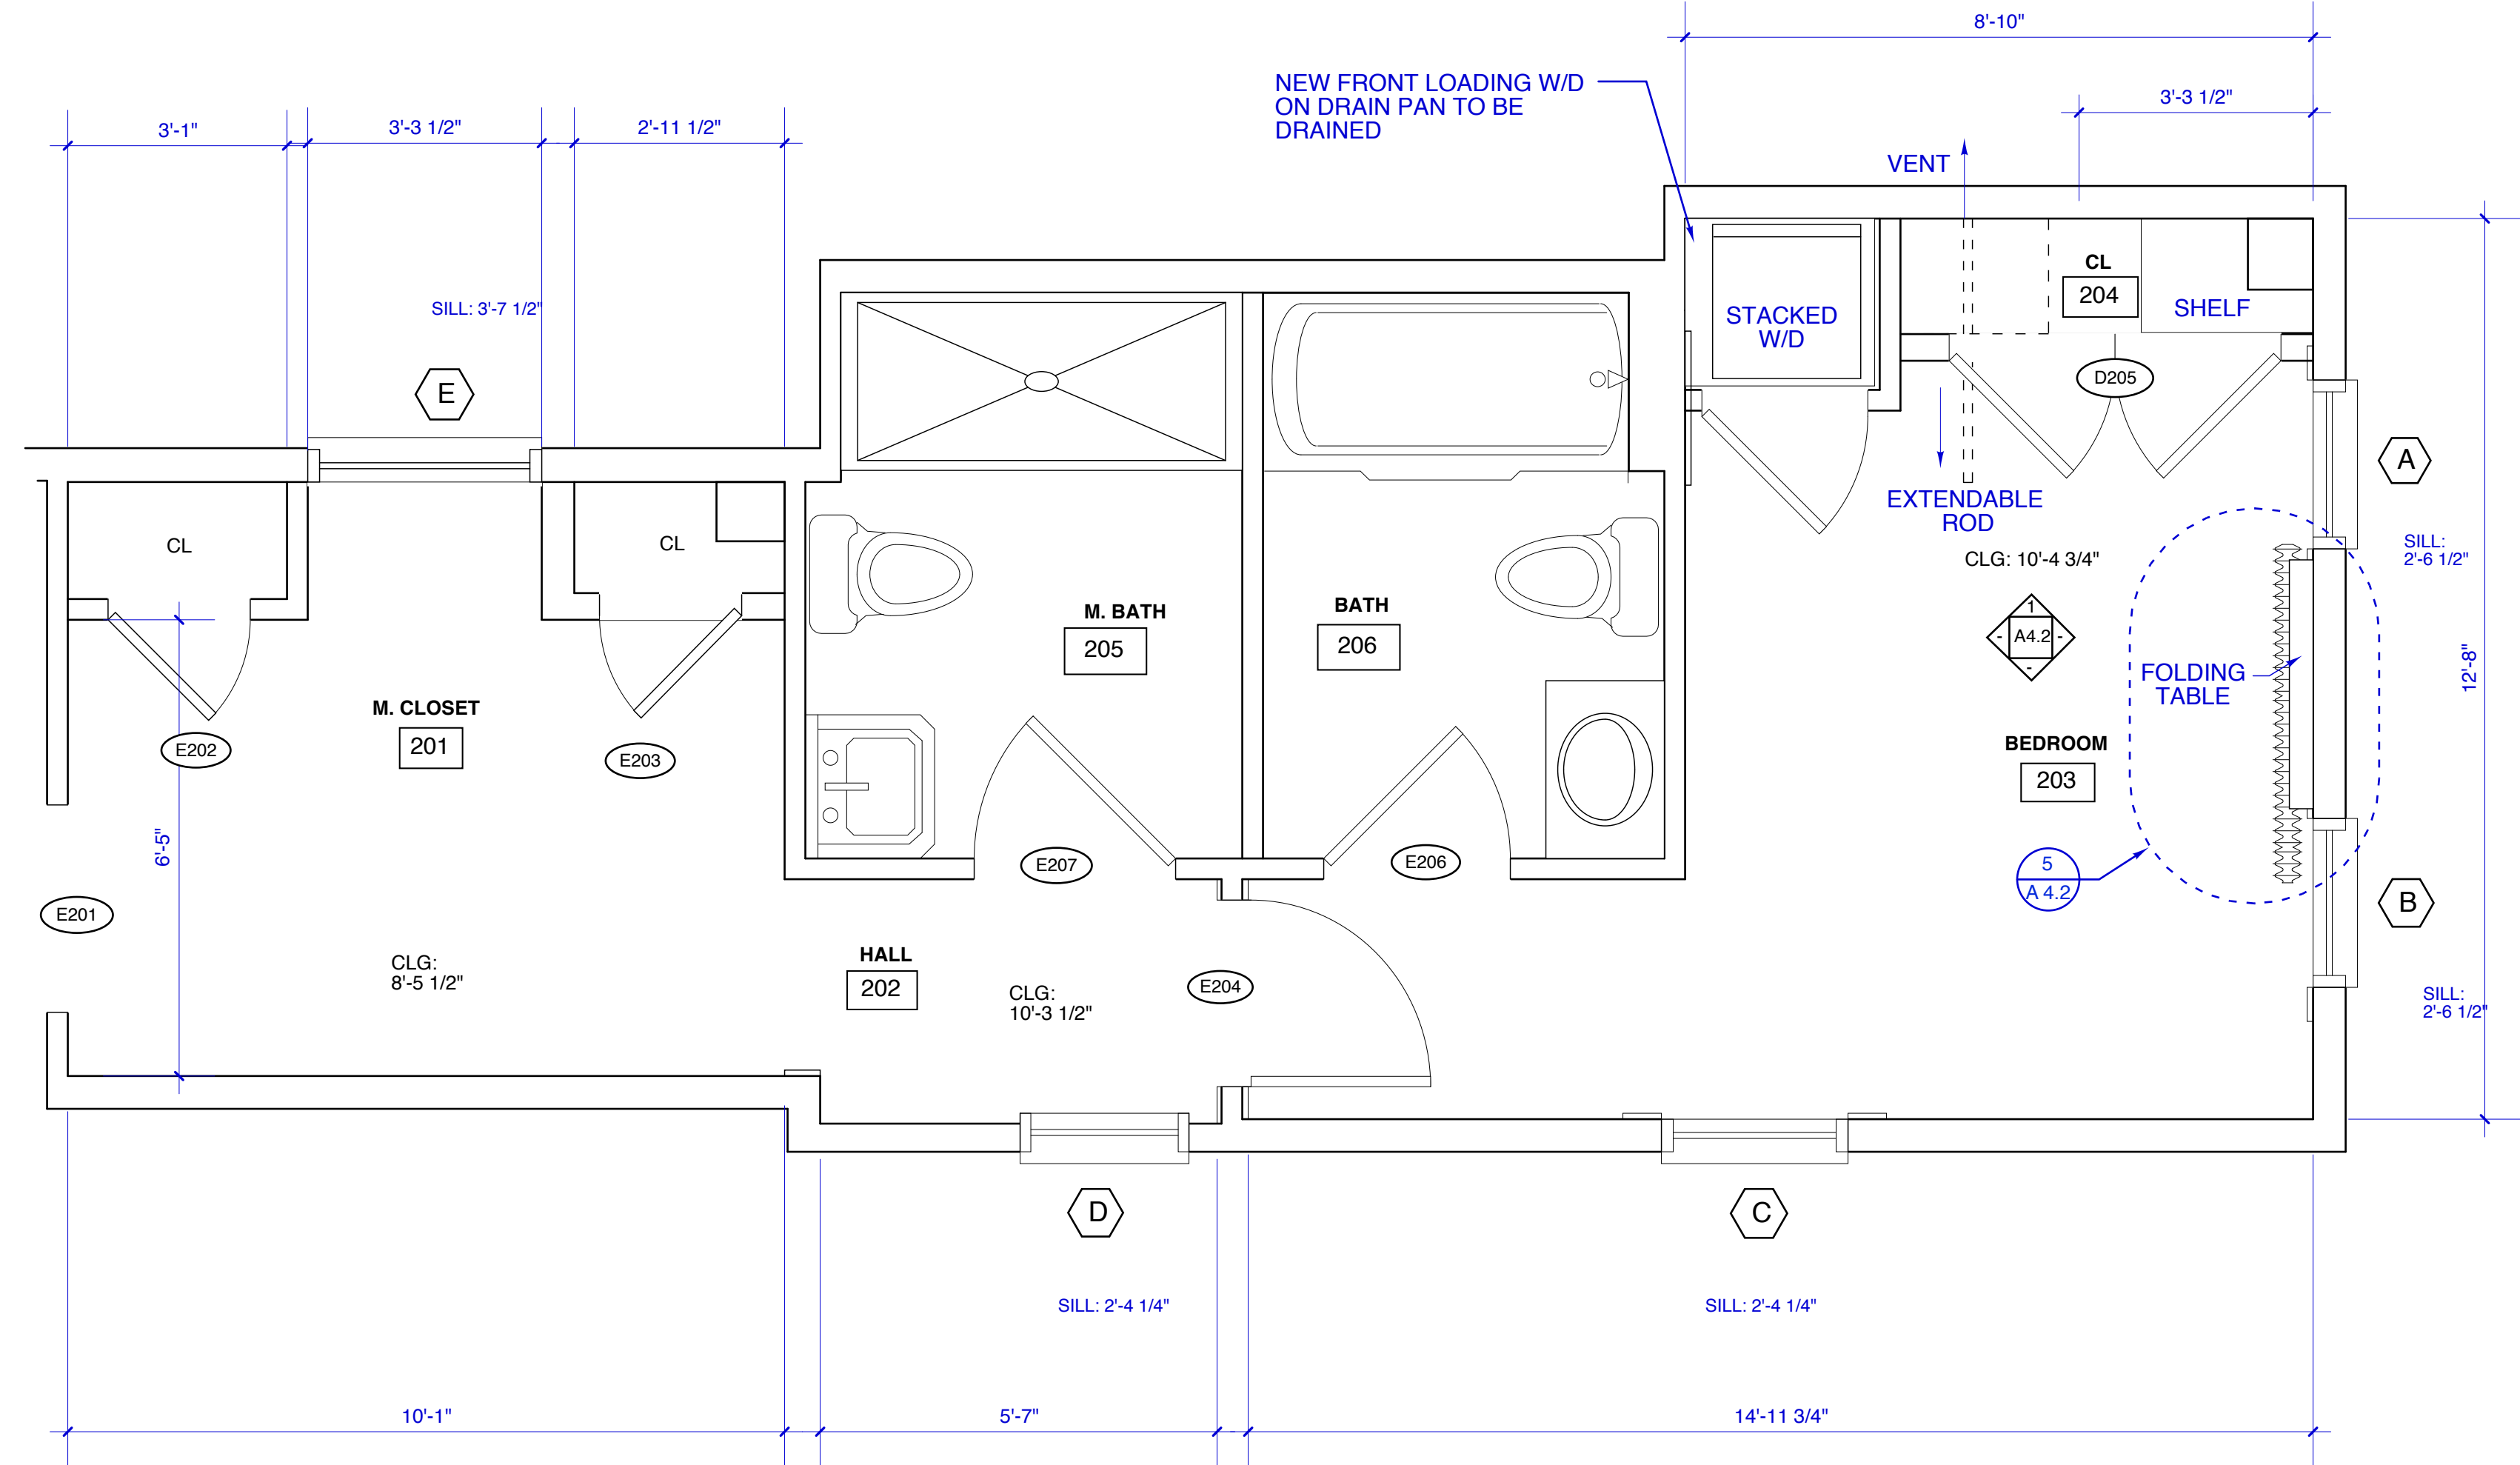 8'-10"
NEW FRONT LOADING W/D
ON DRAIN PAN TO BE
DRAINED
3'-3 1/2"
3'-1"
3'-3 1/2"
2'-11 1/2"
VENT
SILL: 3'-7 1/2"
E
STACKED
W/D
CL
204
SHELF
D205
A
EXTENDABLE
ROD
CLG: 10'-4 3/4"
SILL:
2'-6 1/2"
CL
CL
M. BATH
205
BATH
206
1
- A4.2 -
-
FOLDING
TABLE
12'-8"
M. CLOSET
201
E202
E203
BEDROOM
203
6'-5"
E207
E206
5
A 4.2
B
E201
CLG:
8'-5 1/2"
HALL
202
CLG:
10'-3 1/2"
E204
SILL:
2'-6 1/2"
D
C
SILL: 2'-4 1/4"
SILL: 2'-4 1/4"
10'-1"
5'-7"
14'-11 3/4"